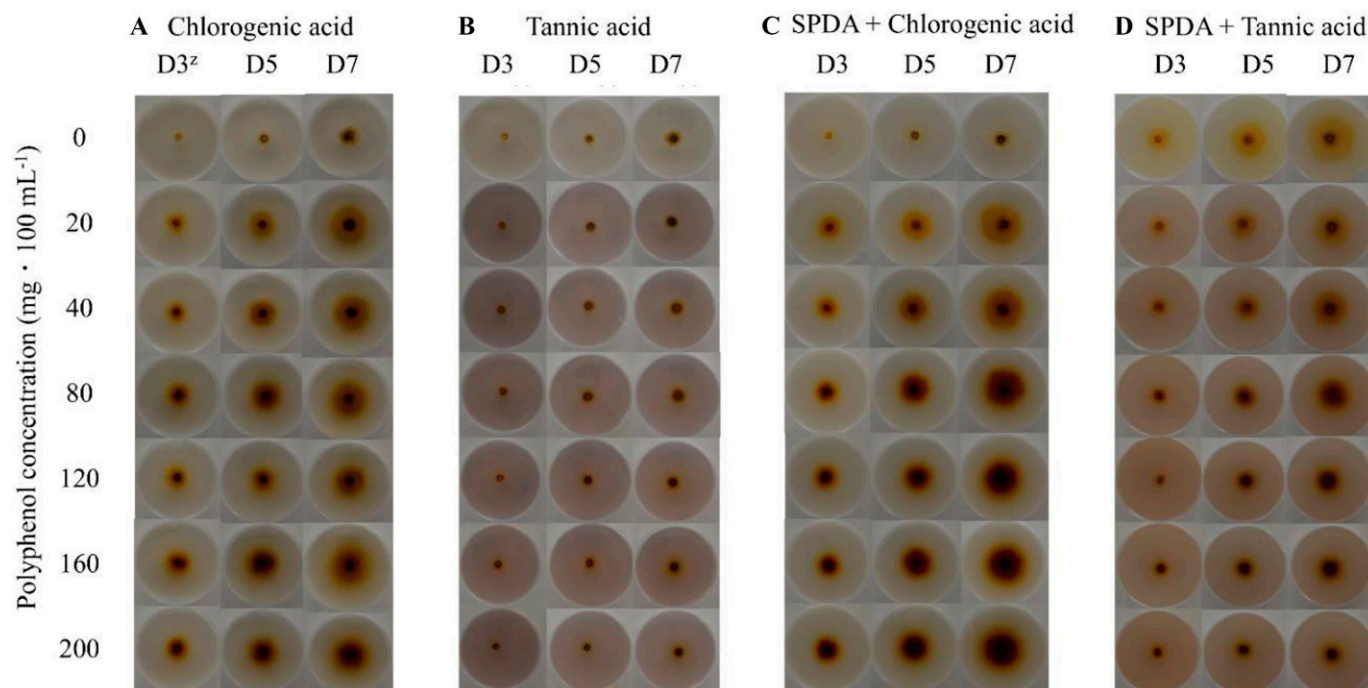 A Chlorogenic acid B Tannic acid C SPDA + Chlorogenic acid D SPDA + Tannic acid
D3ᶻ D5 D7 D3 D5 D7 D3 D5 D7 D3 D5 D7
Polyphenol concentration (mg · 100 mL⁻¹)
0
20
40
80
120
160
200